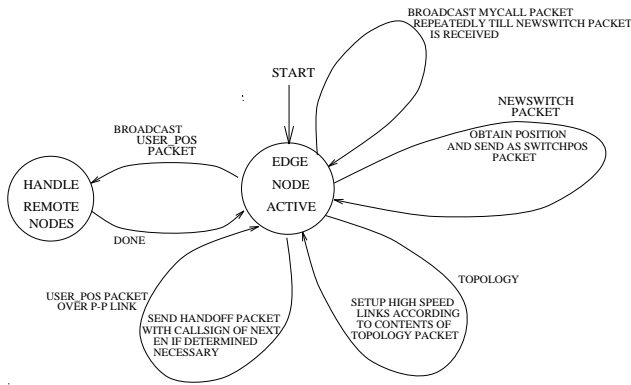 BROADCAST MYCALL PACKET
REPEATEDLY TILL NEWSWITCH PACKET
IS RECEIVED
START
NEWSWITCH
PACKET
OBTAIN POSITION
AND SEND AS SWITCHPOS
PACKET
BROADCAST
USER_POS
PACKET
EDGE
NODE
ACTIVE
HANDLE
REMOTE
NODES
DONE
USER_POS PACKET
OVER P-P LINK
SEND HANDOFF PACKET
WITH CALLSIGN OF NEXT
EN IF DETERMINED
NECESSARY
TOPOLOGY
SETUP HIGH SPEED
LINKS ACCORDING
TO CONTENTS OF
TOPOLOGY PACKET